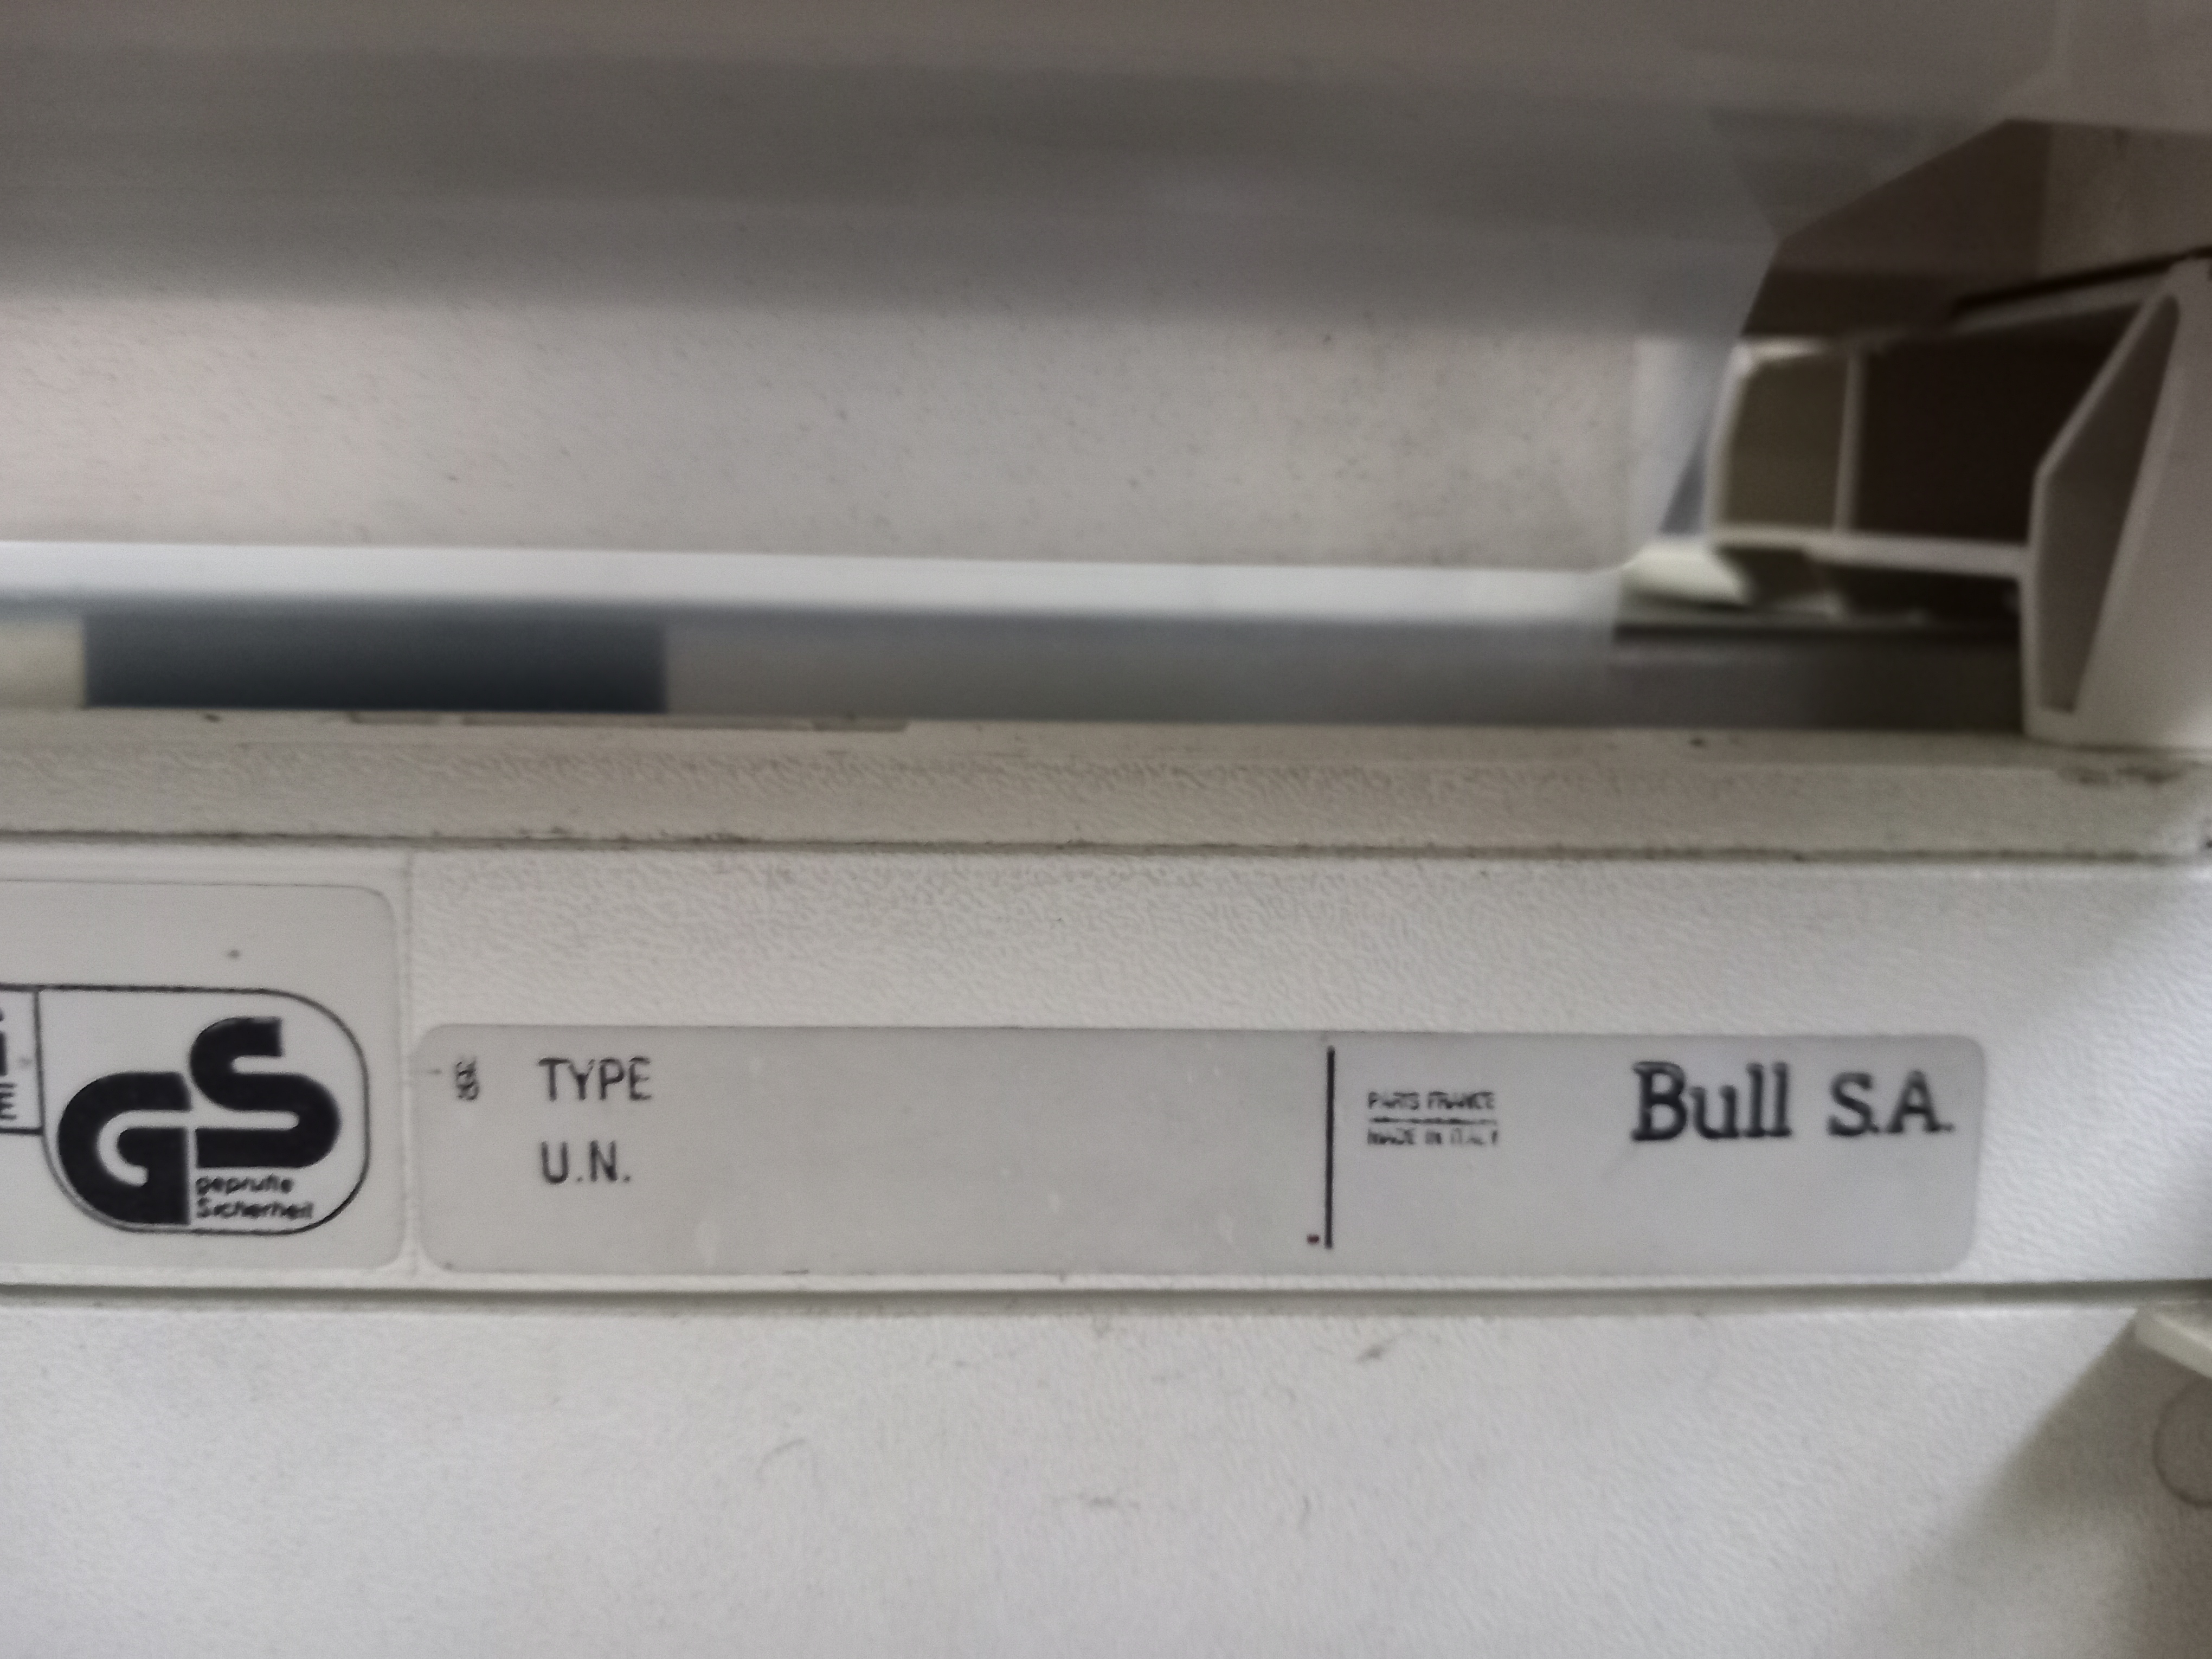 GS
geprüfte
Sicherheit
TYPE
U.N.
PARIS FRANCE
MADE IN ITALY
Bull S.A.